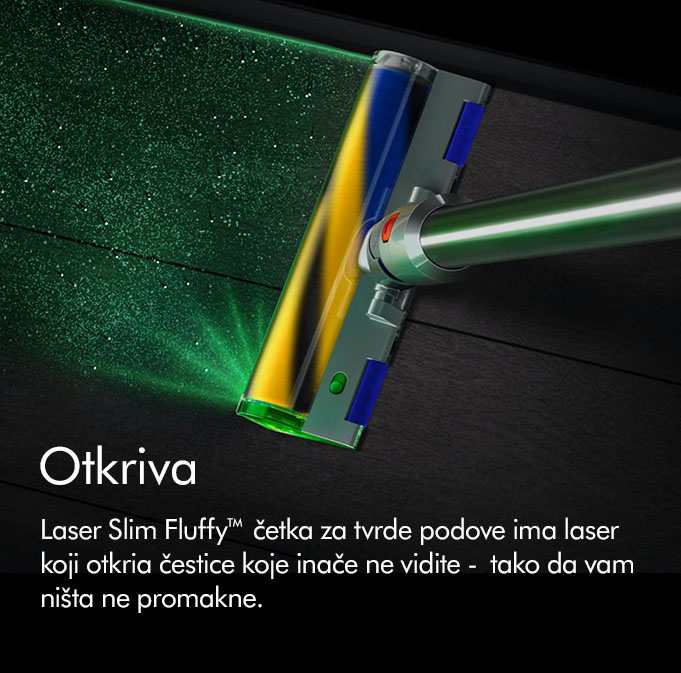 Otkriva
Laser Slim Fluffy™ četka za tvrde podove ima laser
koji otkria čestice koje inače ne vidite - tako da vam
ništa ne promakne.